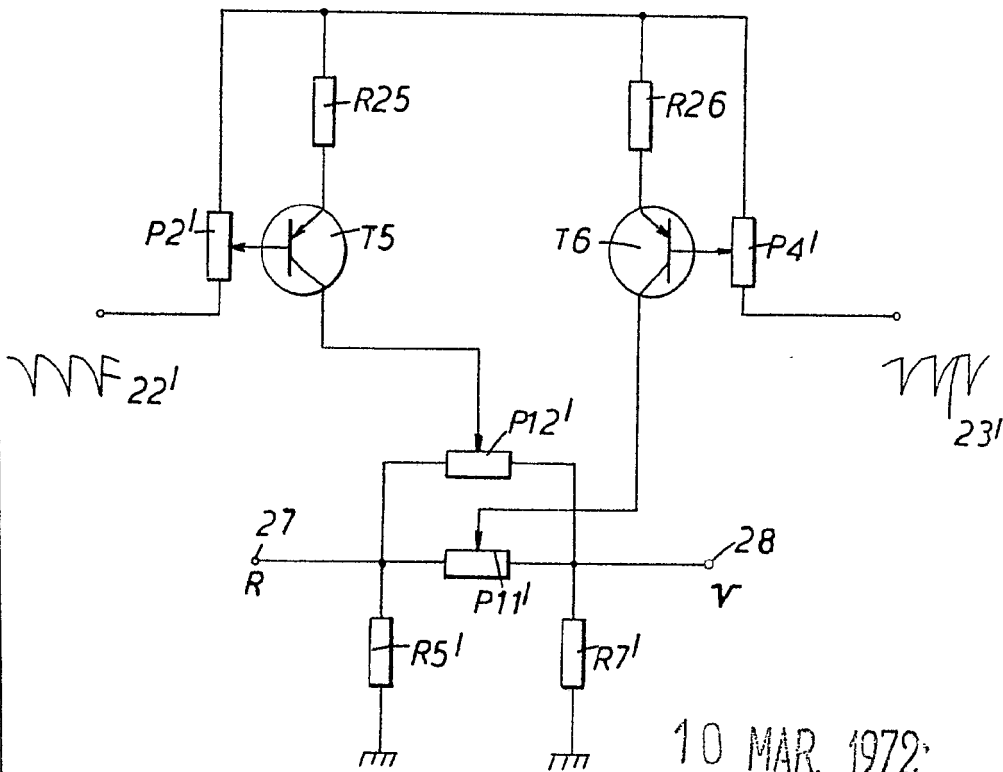 R25
R26
P2'
T5
T6
P4'
22'
P12'
23'
27
28
R
P11'
V
R5'
R7'
10 MAR. 1972